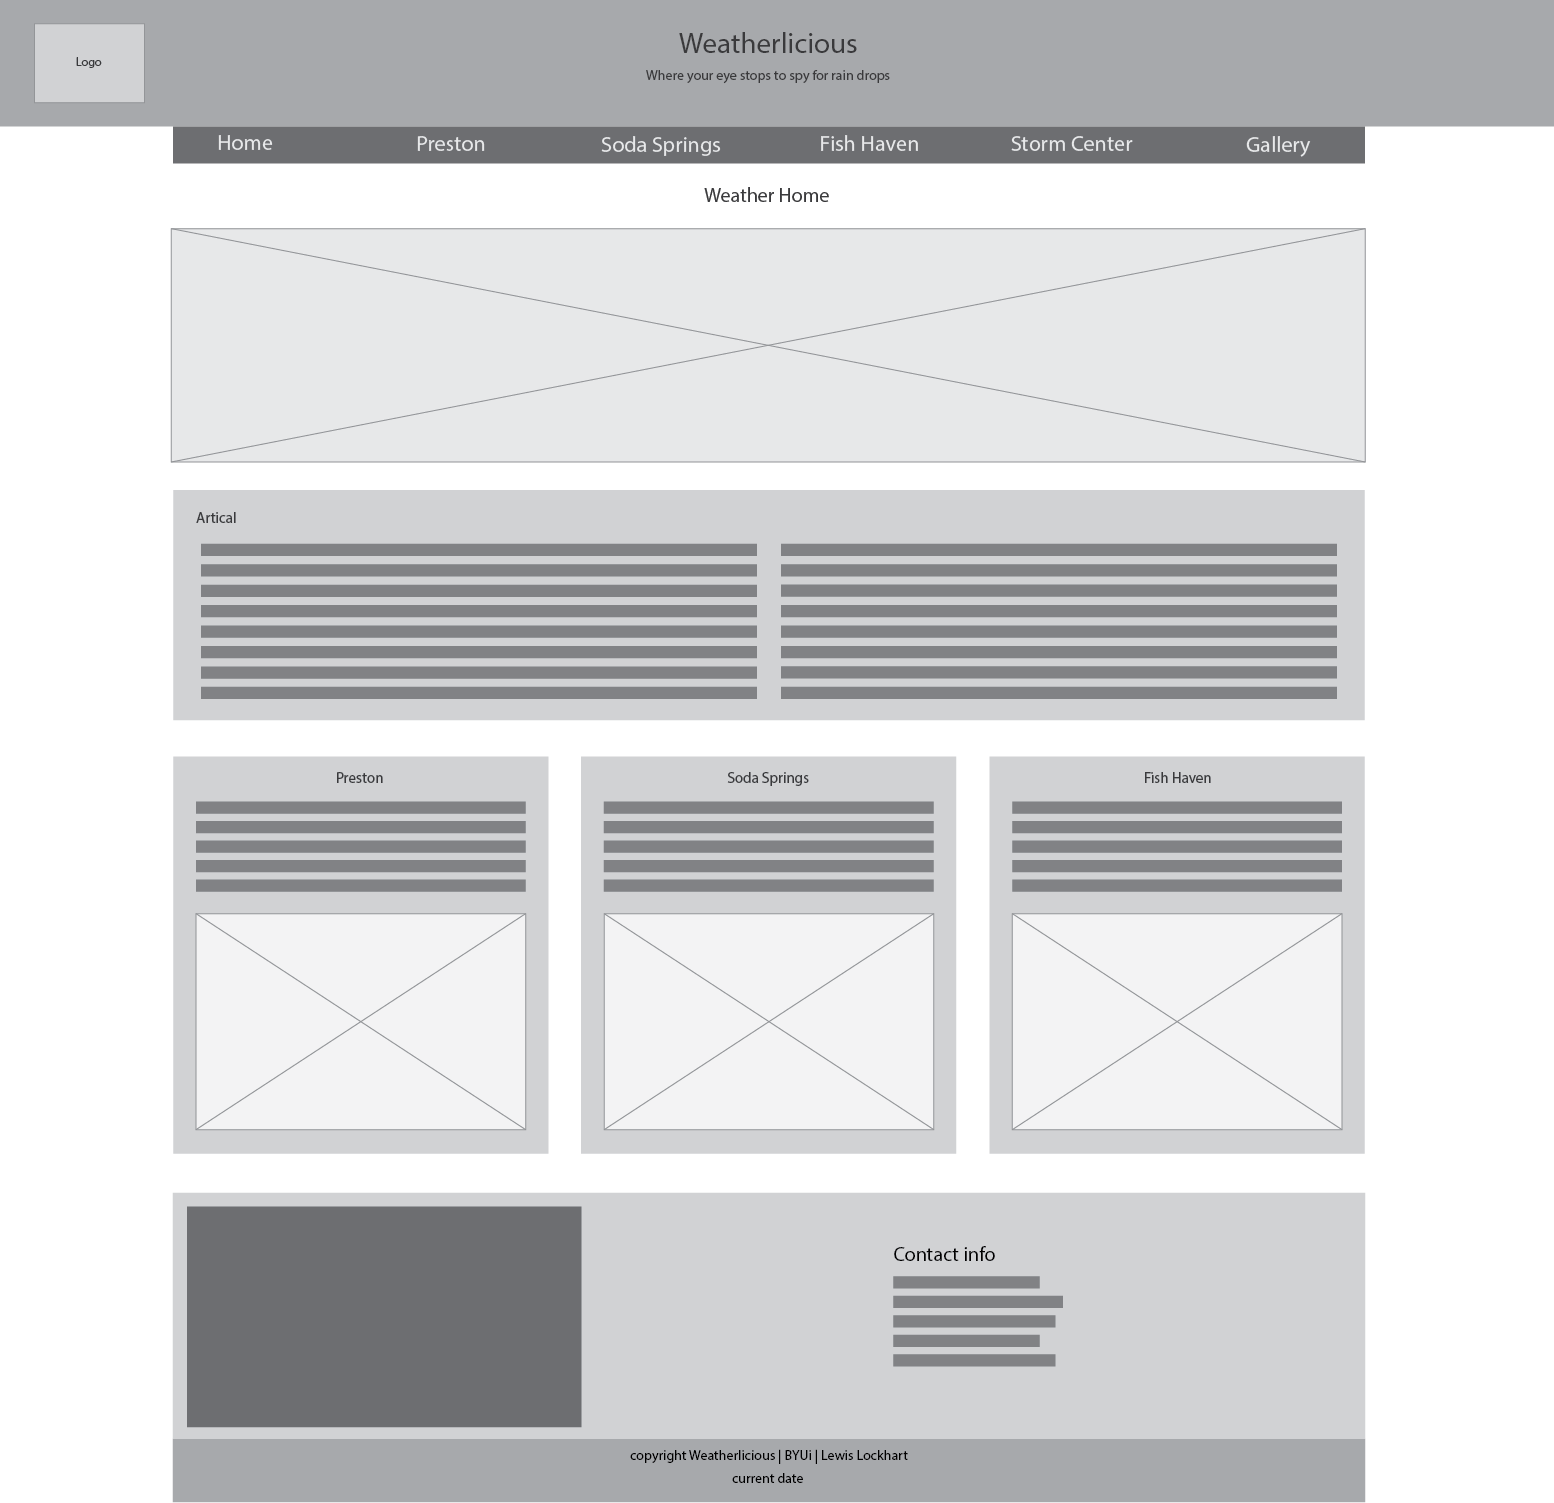 Logo
Weatherlicious
Where your eye stops to spy for rain drops
Home Preston Soda Springs Fish Haven Storm Center Gallery
Weather Home
Artical
Preston Soda Springs Fish Haven
Contact info
copyright Weatherlicious | BYUi | Lewis Lockhart
current date